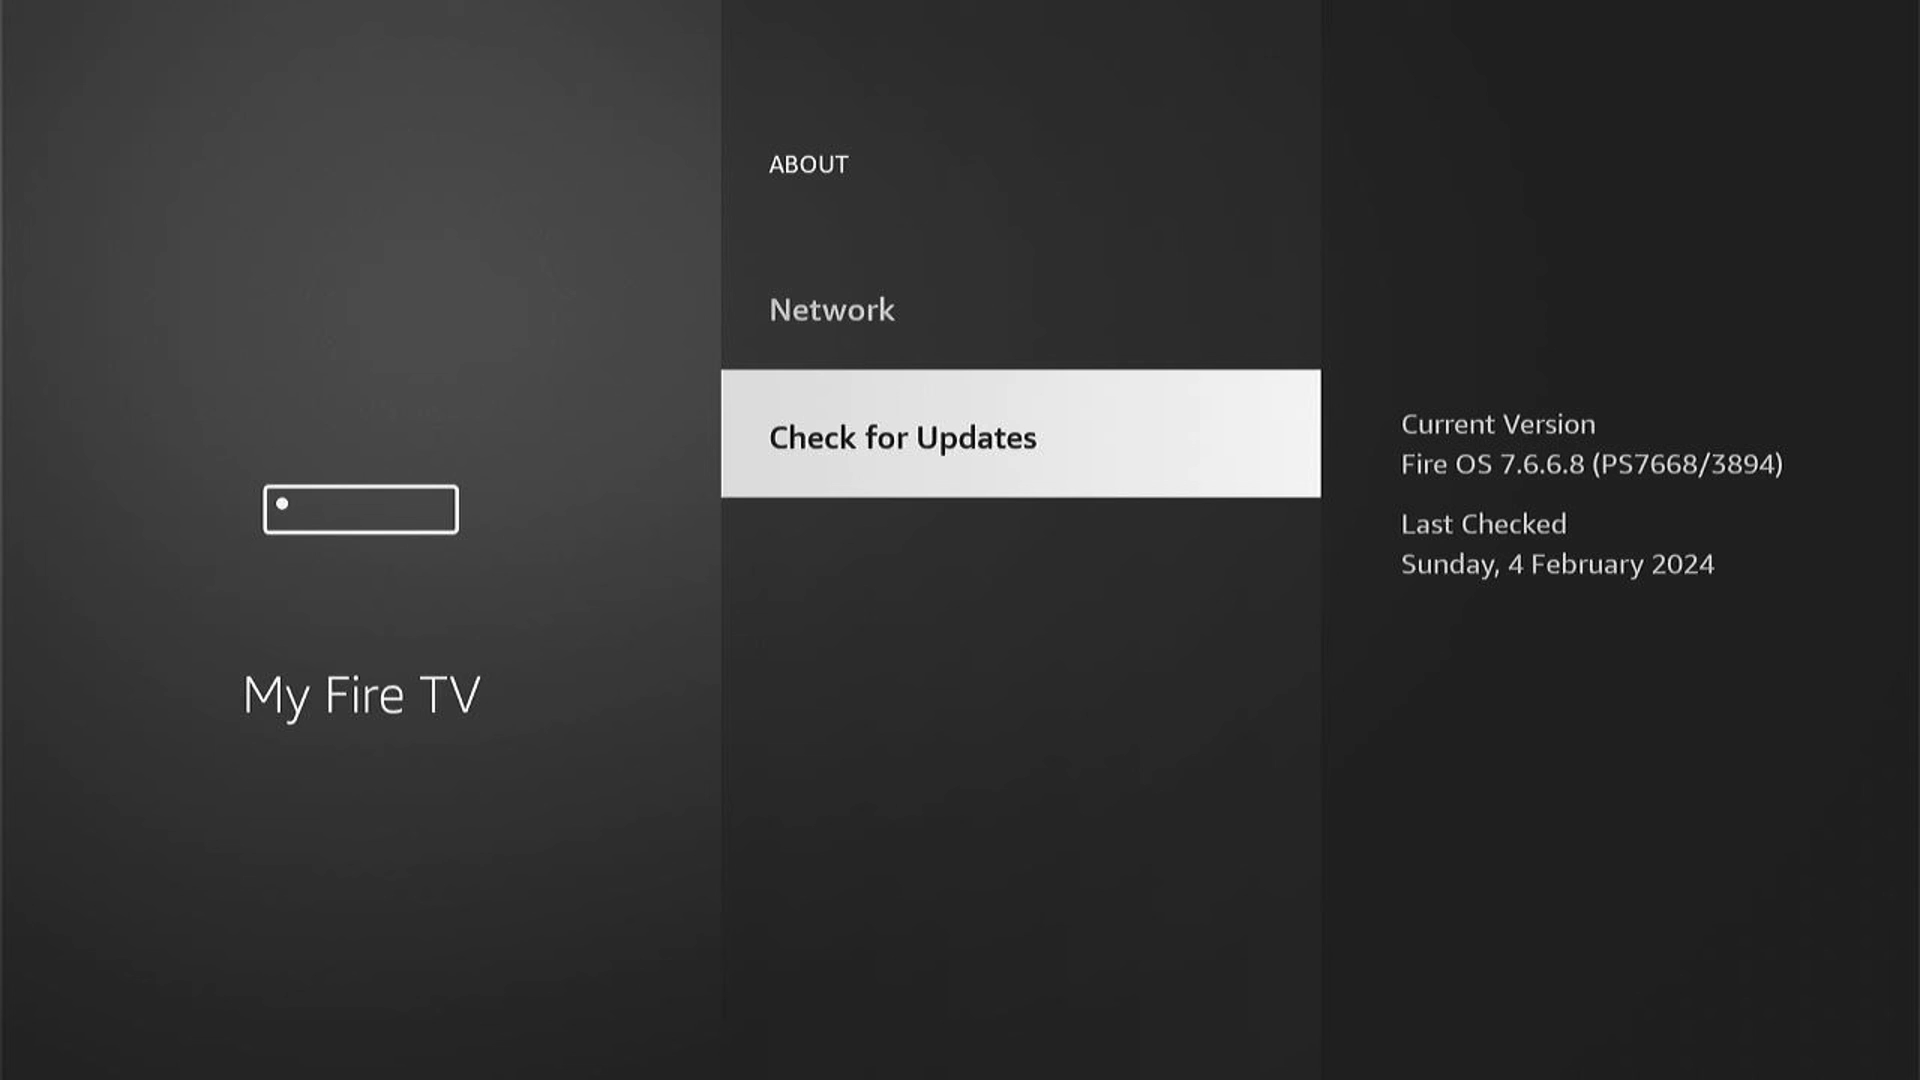 My Fire TV
ABOUT
Network
Check for Updates
Current Version
Fire OS 7.6.6.8 (PS7668/3894)
Last Checked
Sunday, 4 February 2024